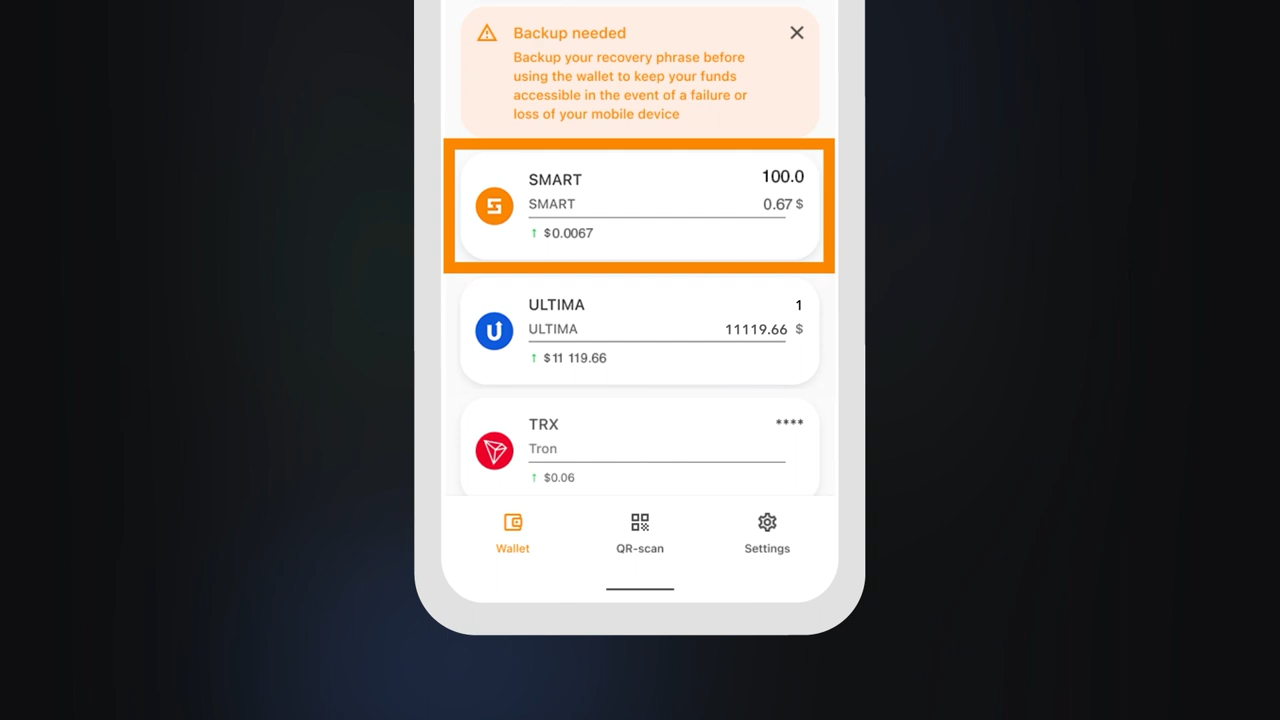 Backup needed
Backup your recovery phrase before
using the wallet to keep your funds
accessible in the event of a failure or
loss of your mobile device
SMART 100.0
SMART 0.67 $
↑ $0.0067
ULTIMA 1
ULTIMA 11119.66 $
↑ $11 119.66
TRX ****
Tron
↑ $0.06
Wallet QR-scan Settings